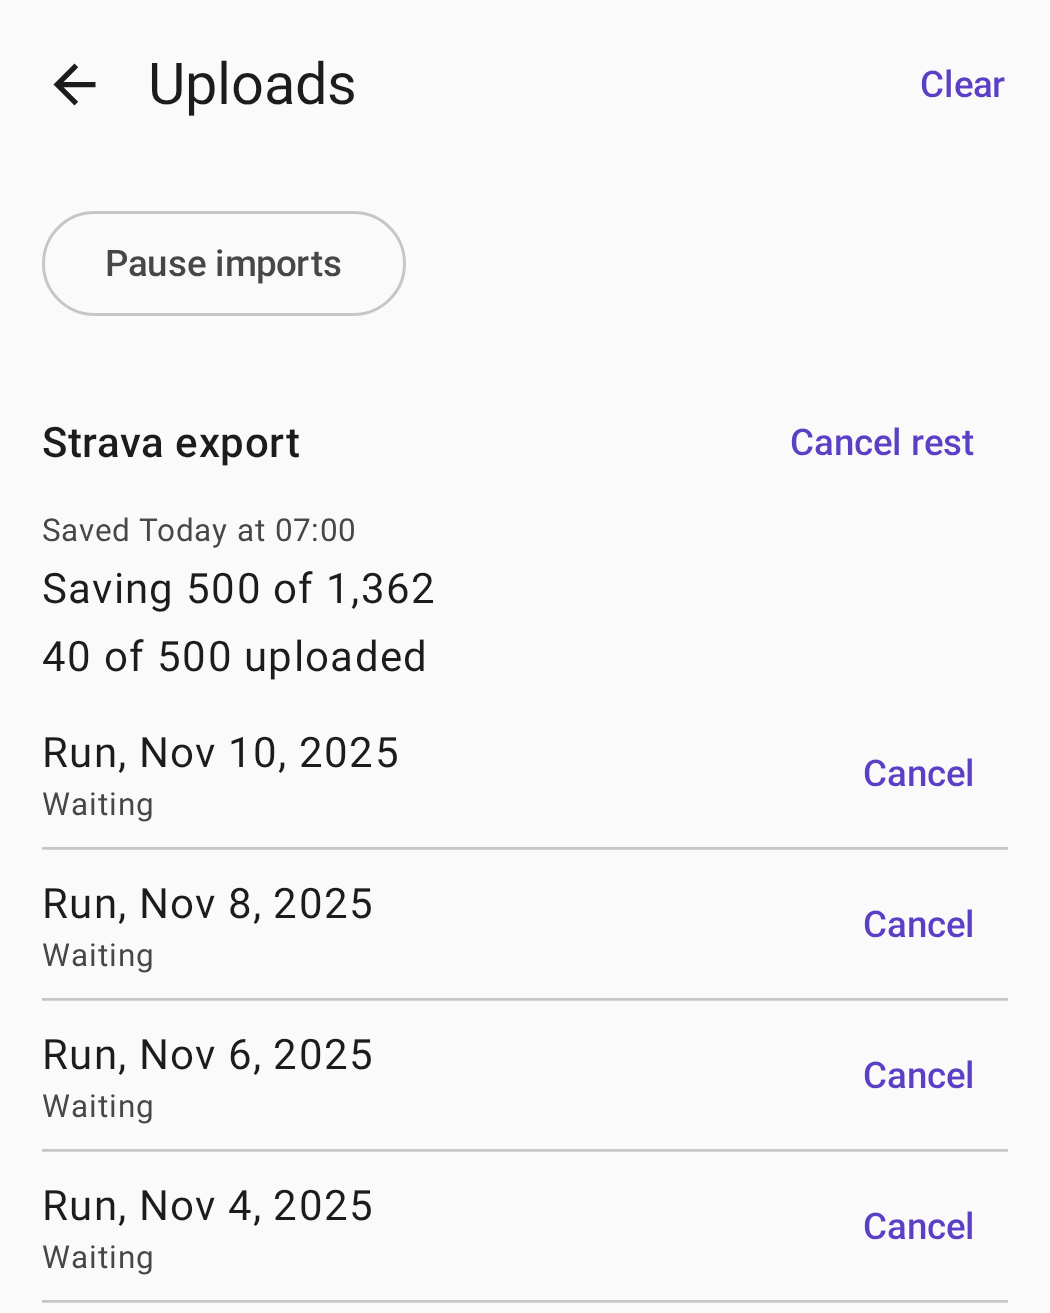 Uploads
Clear
Pause imports
Strava export
Cancel rest
Saved Today at 07:00
Saving 500 of 1,362
40 of 500 uploaded
Run, Nov 10, 2025
Waiting
Cancel
Run, Nov 8, 2025
Waiting
Cancel
Run, Nov 6, 2025
Waiting
Cancel
Run, Nov 4, 2025
Waiting
Cancel